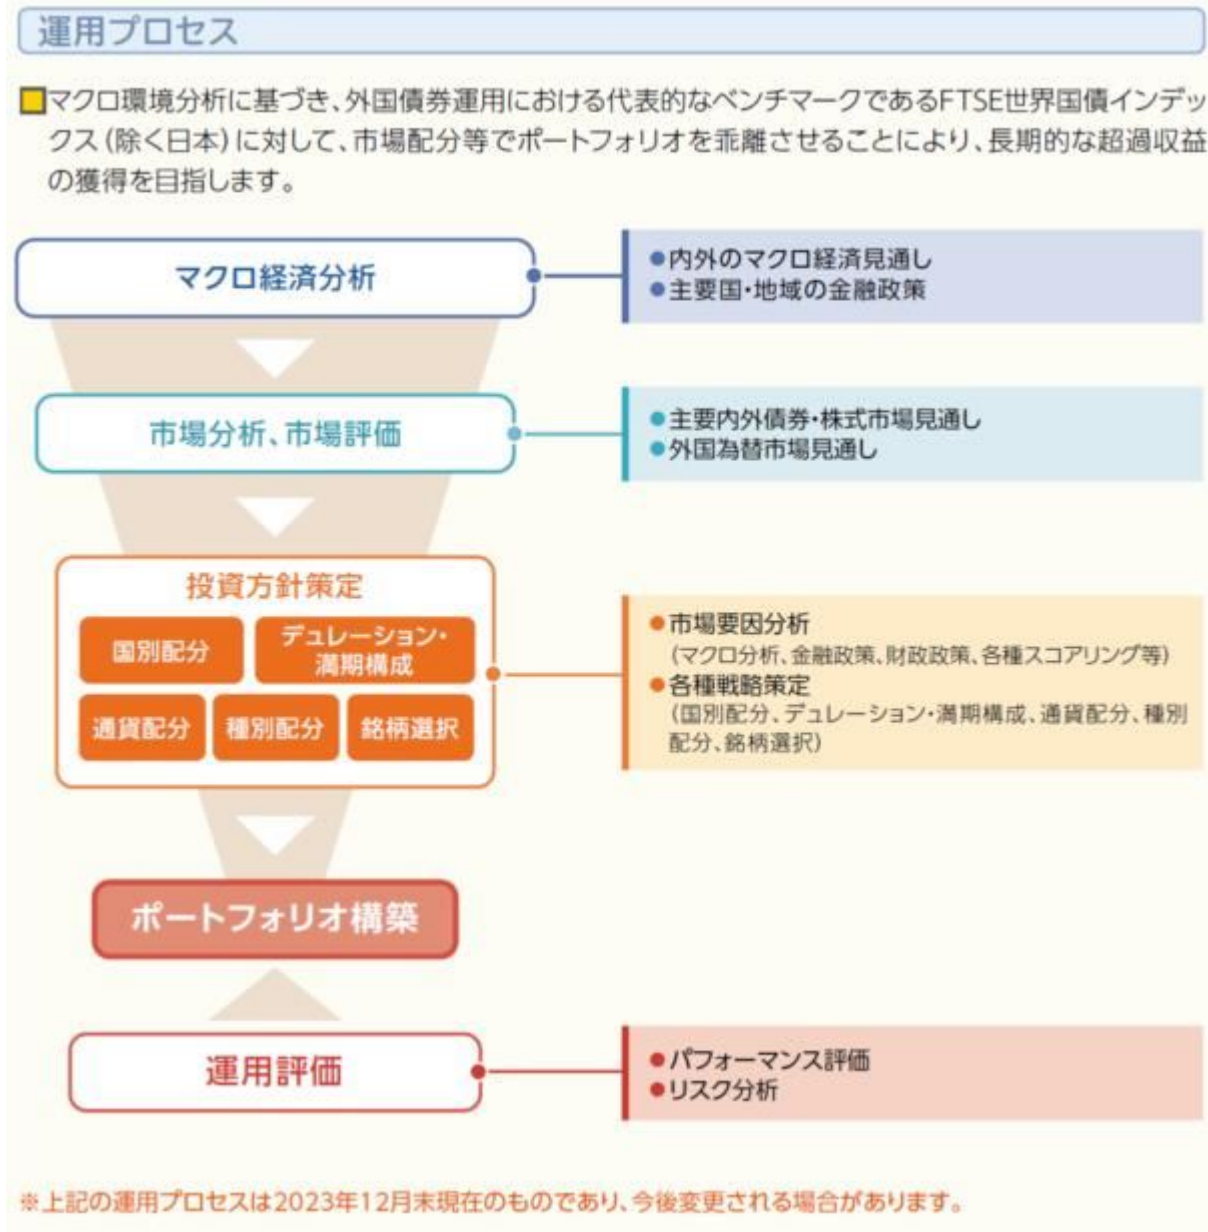 運用プロセス
マクロ環境分析に基づき、外国債券運用における代表的なベンチマークであるFTSE世界国債インデッ
クス(除く日本)に対して、市場配分等でポートフォリオを乖離させることにより、長期的な超過収益
の獲得を目指します。
マクロ経済分析
●内外のマクロ経済見通し
●主要国・地域の金融政策
市場分析、市場評価
●主要内外債券・株式市場見通し
●外国為替市場見通し
投資方針策定
国別配分
デュレーション・
満期構成
通貨配分
種別配分
銘柄選択
●市場要因分析
(マクロ分析、金融政策、財政政策、各種スコアリング等)
●各種戦略策定
(国別配分、デュレーション・満期構成、通貨配分、種別
配分、銘柄選択)
ポートフォリオ構築
運用評価
●パフォーマンス評価
●リスク分析
※上記の運用プロセスは2023年12月末現在のものであり、今後変更される場合があります。